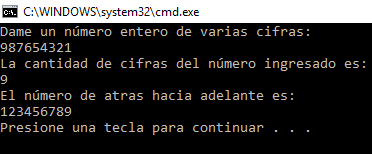 C:\WINDOWS\system32\cmd.exe
Dame un número entero de varias cifras:
987654321
La cantidad de cifras del número ingresado es:
9
El número de atras hacia adelante es:
123456789
Presione una tecla para continuar . . .